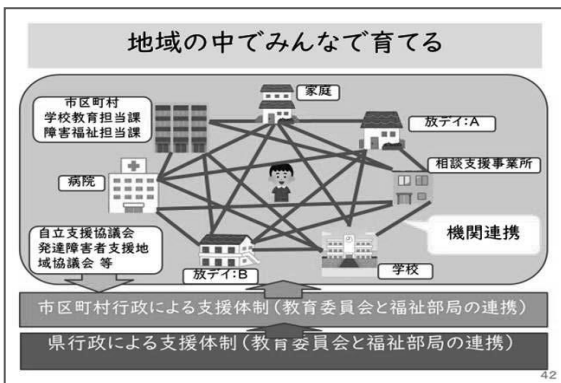 地域の中でみんなで育てる
市区町村
学校教育担当課
障害福祉担当課
家庭
放デイ:A
相談支援事業所
病院
機関連携
自立支援協議会
発達障害者支援地
域協議会 等
放デイ:B
学校
市区町村行政による支援体制(教育委員会と福祉部局の連携)
県行政による支援体制(教育委員会と福祉部局の連携)
42